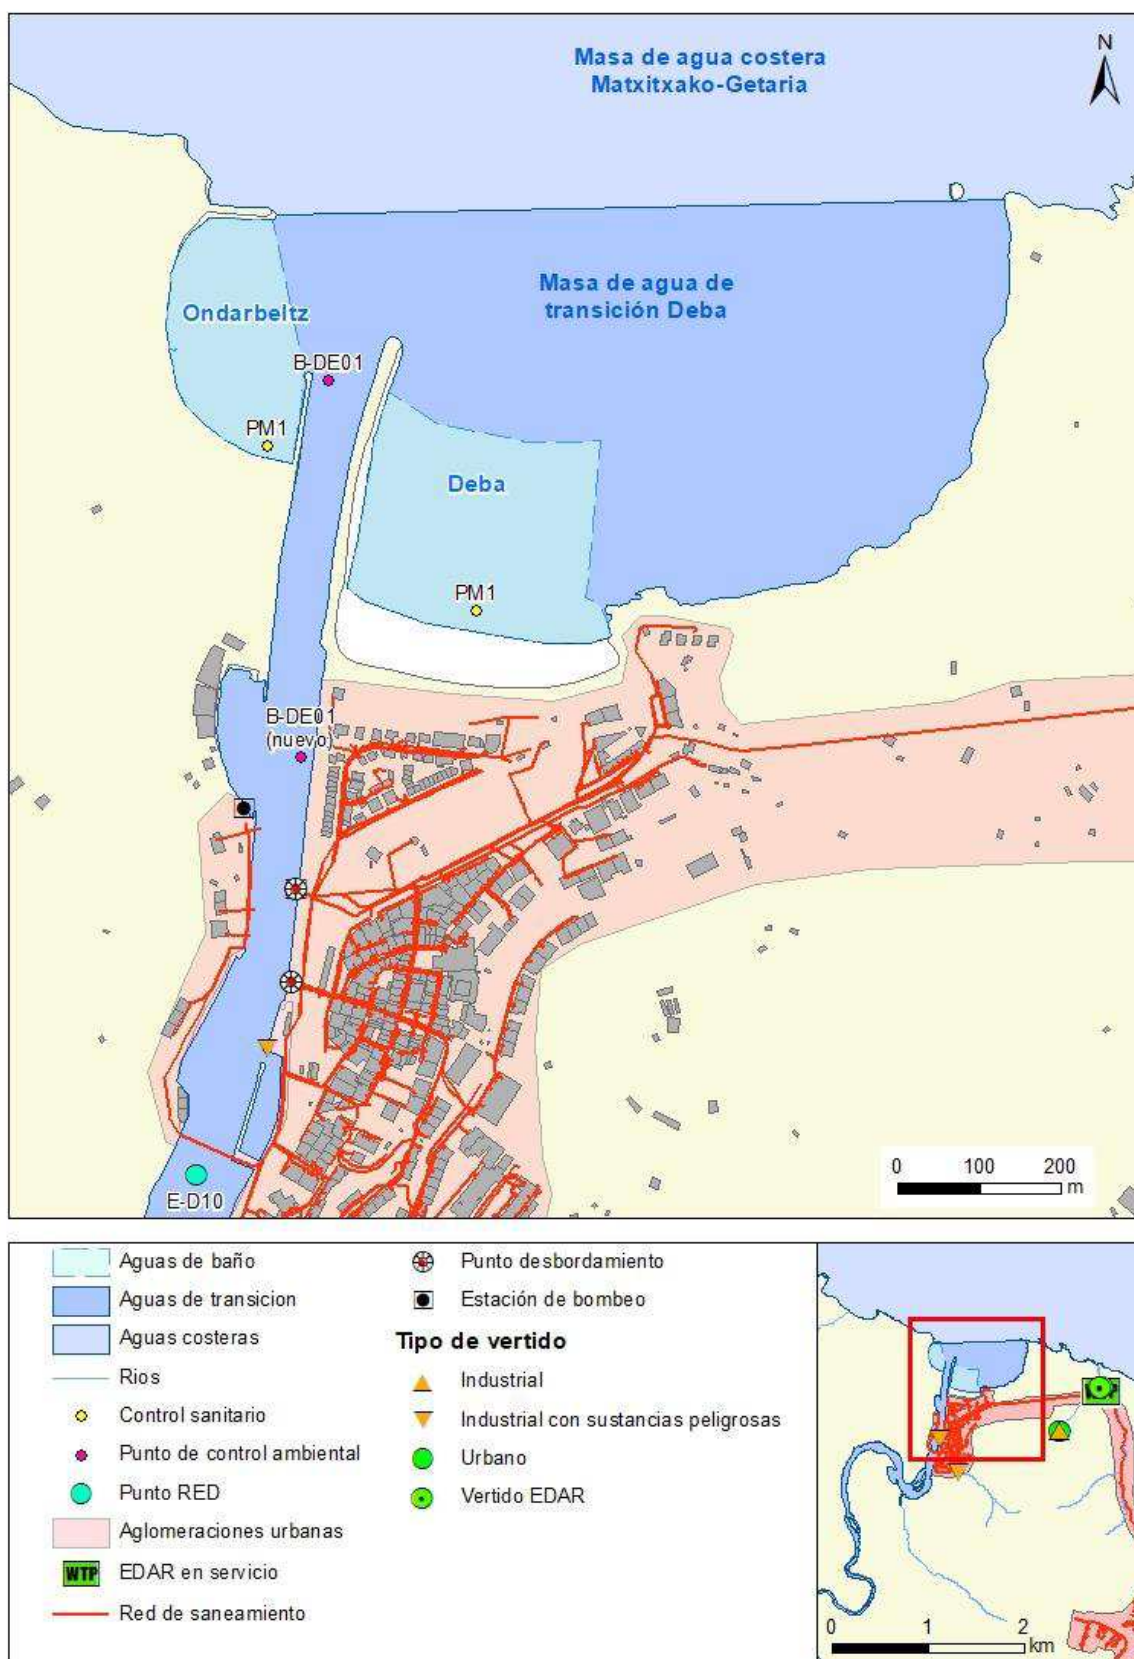 Masa de agua costera
Matxitxako-Getaria
N
Masa de agua de
transición Deba
Ondarbeltz
B-DE01
PM1
Deba
PM1
B-DE01
(nuevo)
0 100 200
m
E-D10
Aguas de baño
Aguas de transicion
Aguas costeras
Rios
Control sanitario
Punto de control ambiental
Punto RED
Aglomeraciones urbanas
WTP EDAR en servicio
Red de saneamiento
Punto desbordamiento
Estación de bombeo
Tipo de vertido
Industrial
Industrial con sustancias peligrosas
Urbano
Vertido EDAR
0 1 2
km